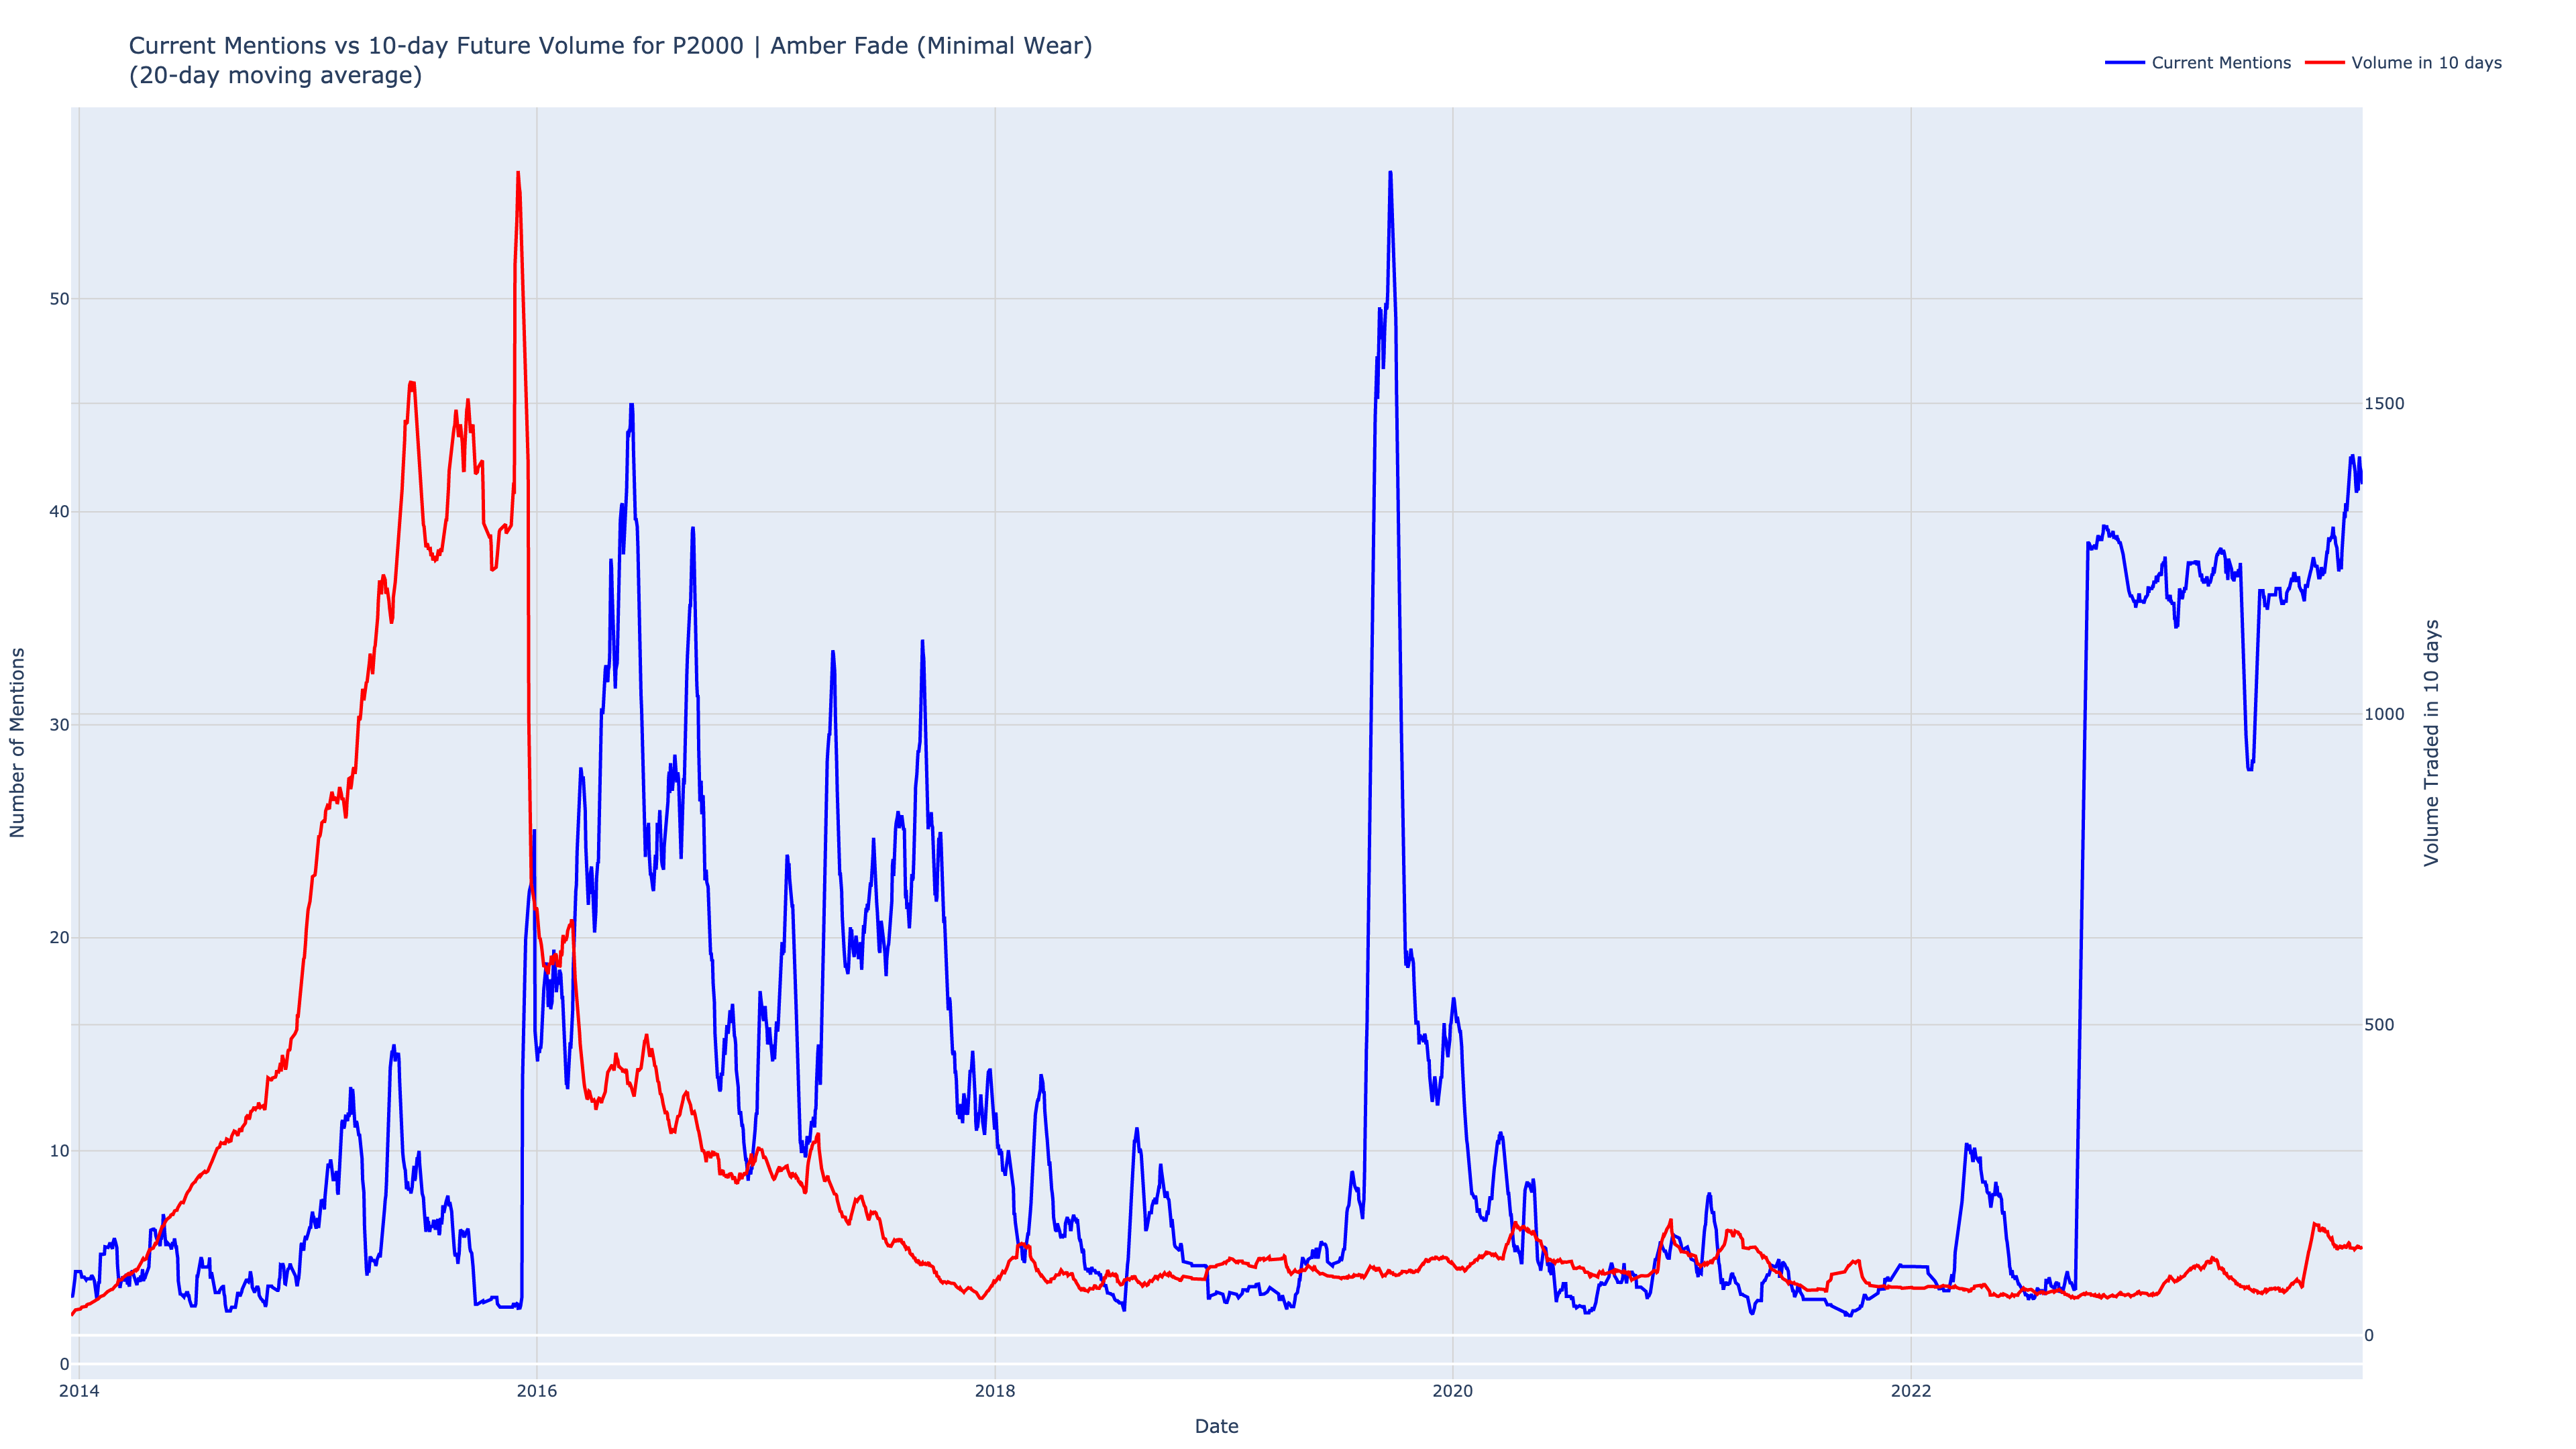 Current Mentions vs 10-day Future Volume for P2000 | Amber Fade (Minimal Wear)
(20-day moving average)
Current Mentions
Volume in 10 days
Number of Mentions
50
40
30
20
10
0
1500
1000
500
0
Volume Traded in 10 days
2014
2016
2018
2020
2022
Date